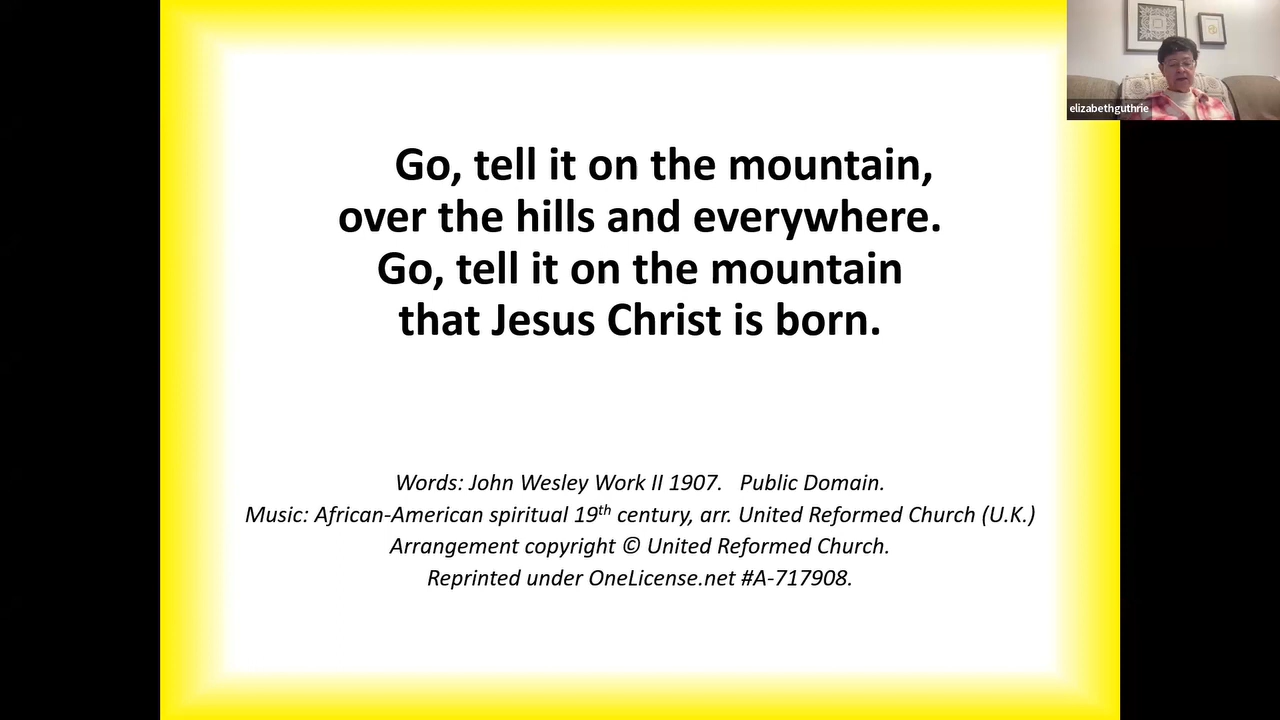 elizabethguthrie
Go, tell it on the mountain,
over the hills and everywhere.
Go, tell it on the mountain
that Jesus Christ is born.
Words: John Wesley Work II 1907. Public Domain.
Music: African-American spiritual 19th century, arr. United Reformed Church (U.K.)
Arrangement copyright © United Reformed Church.
Reprinted under OneLicense.net #A-717908.